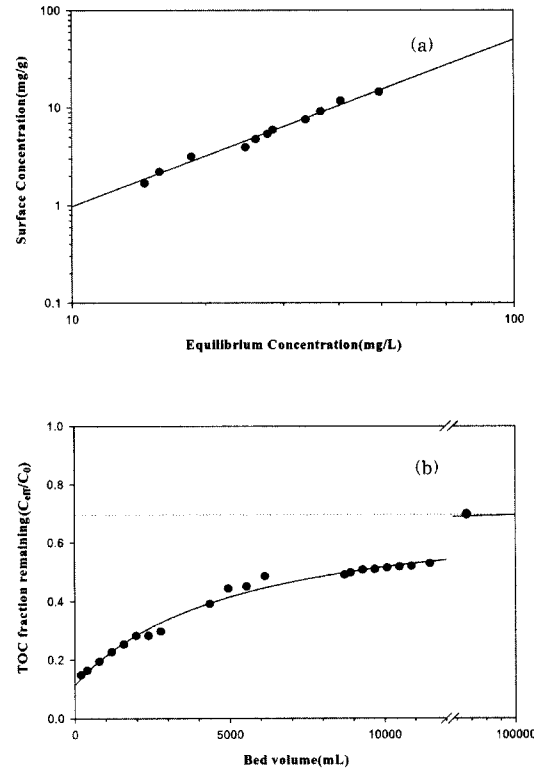 100
(a)
10
1
0.1
10
100
Surface Concentration(mg/g)
Equilibrium Concentration(mg/L)
1.0
(b)
0.8
0.6
0.4
0.2
0.0
0
5000
10000
100000
TOC fraction remaining(Ceff/C0)
Bed volume(mL)